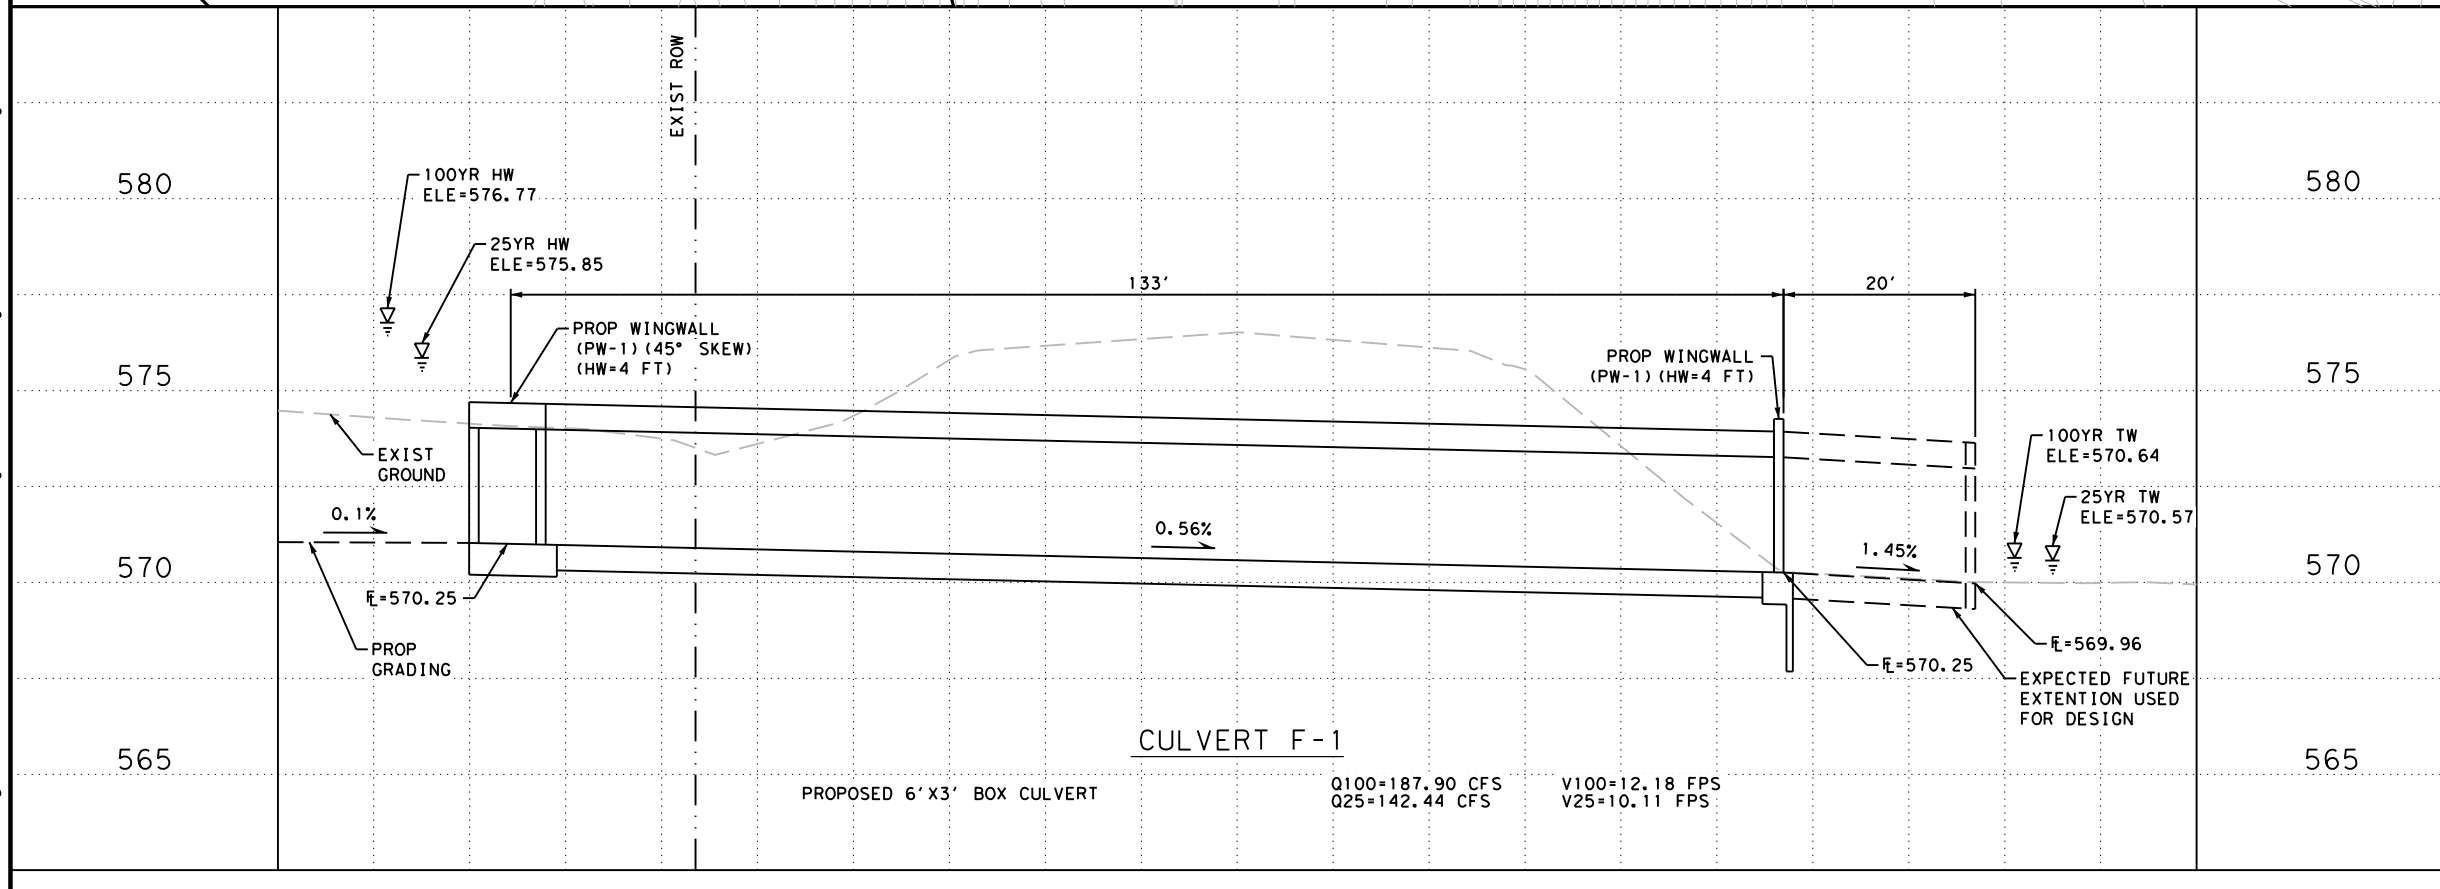 EXIST ROW
580
580
100YR HW
ELE=576.77
25YR HW
ELE=575.85
133'
20'
PROP WINGWALL
(PW-1)(45° SKEW)
(HW=4 FT)
PROP WINGWALL
(PW-1)(HW=4 FT)
575
575
EXIST
GROUND
100YR TW
ELE=570.64
25YR TW
ELE=570.57
0.1%
0.56%
1.45%
570
570
FL=570.25
PROP
GRADING
FL=569.96
FL=570.25
EXPECTED FUTURE
EXTENTION USED
FOR DESIGN
CULVERT F-1
565
565
PROPOSED 6'X3' BOX CULVERT
Q100=187.90 CFS
Q25=142.44 CFS
V100=12.18 FPS
V25=10.11 FPS